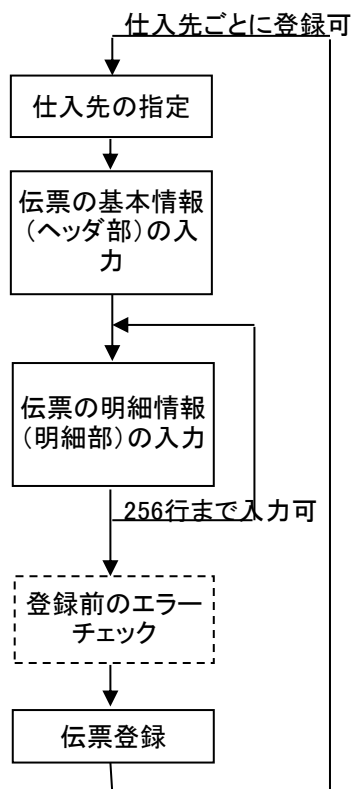 仕入先ごとに登録可
仕入先の指定
伝票の基本情報
（ヘッダ部）の入
力
伝票の明細情報
（明細部）の入力
256行まで入力可
登録前のエラー
チェック
伝票登録